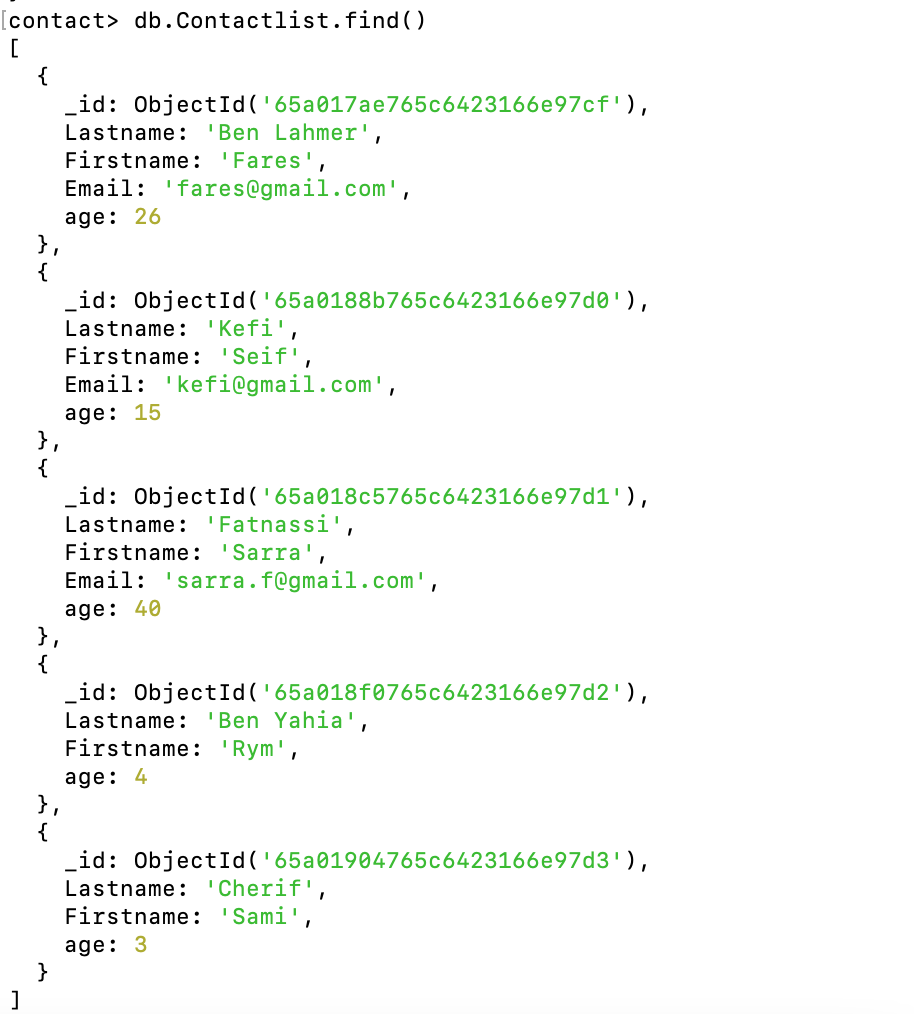 [contact> db.Contactlist.find()
[
  {
    _id: ObjectId('65a017ae765c6423166e97cf'),
    Lastname: 'Ben Lahmer',
    Firstname: 'Fares',
    Email: 'fares@gmail.com',
    age: 26
  },
  {
    _id: ObjectId('65a0188b765c6423166e97d0'),
    Lastname: 'Kefi',
    Firstname: 'Seif',
    Email: 'kefi@gmail.com',
    age: 15
  },
  {
    _id: ObjectId('65a018c5765c6423166e97d1'),
    Lastname: 'Fatnassi',
    Firstname: 'Sarra',
    Email: 'sarra.f@gmail.com',
    age: 40
  },
  {
    _id: ObjectId('65a018f0765c6423166e97d2'),
    Lastname: 'Ben Yahia',
    Firstname: 'Rym',
    age: 4
  },
  {
    _id: ObjectId('65a01904765c6423166e97d3'),
    Lastname: 'Cherif',
    Firstname: 'Sami',
    age: 3
  }
]